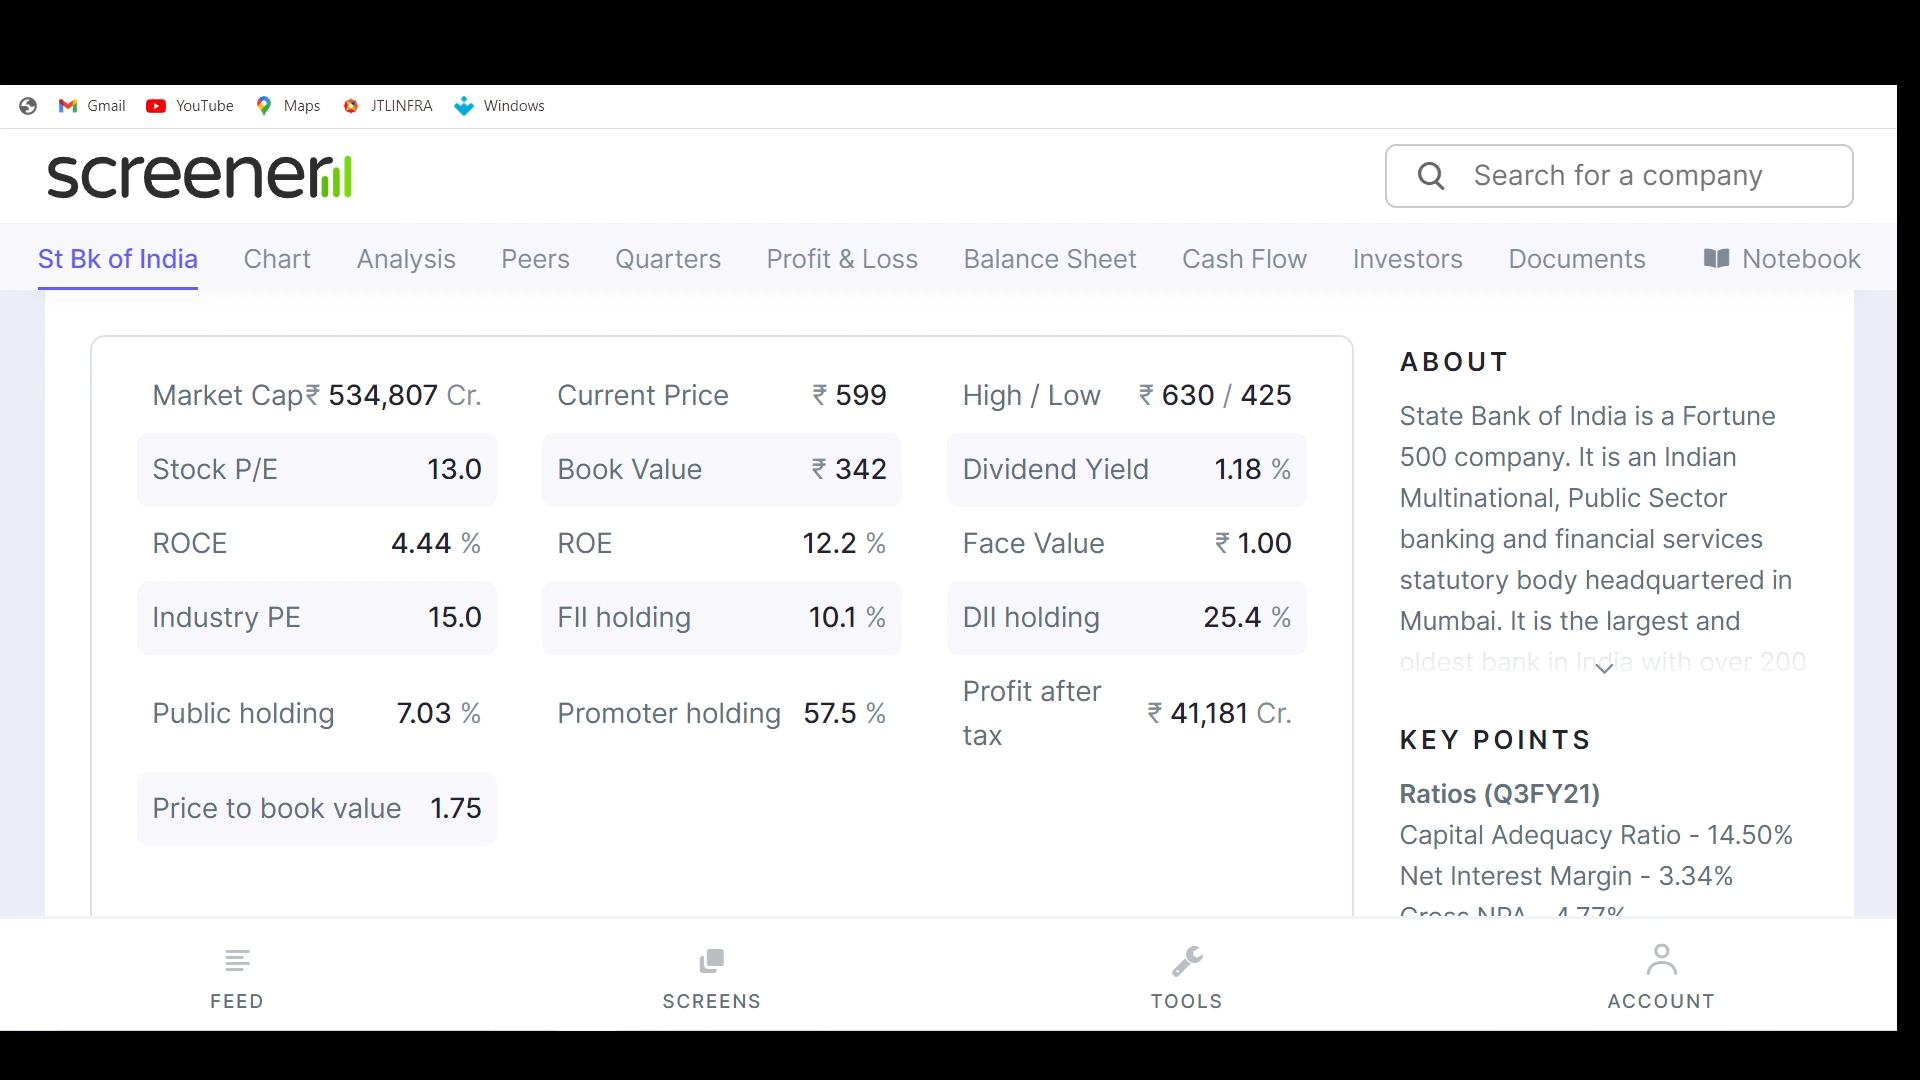 Gmail YouTube Maps JTLINFRA Windows
screener
Search for a company
St Bk of India Chart Analysis Peers Quarters Profit & Loss Balance Sheet Cash Flow Investors Documents Notebook
Market Cap ₹ 534,807 Cr. Current Price ₹ 599 High / Low ₹ 630 / 425
Stock P/E 13.0 Book Value ₹ 342 Dividend Yield 1.18 %
ROCE 4.44 % ROE 12.2 % Face Value ₹ 1.00
Industry PE 15.0 FII holding 10.1 % DII holding 25.4 %
Public holding 7.03 % Promoter holding 57.5 % Profit after tax ₹ 41,181 Cr.
Price to book value 1.75
ABOUT
State Bank of India is a Fortune
500 company. It is an Indian
Multinational, Public Sector
banking and financial services
statutory body headquartered in
Mumbai. It is the largest and
oldest bank in India with over 200
KEY POINTS
Ratios (Q3FY21)
Capital Adequacy Ratio - 14.50%
Net Interest Margin - 3.34%
Gross NPA - 4.77%
FEED SCREENS TOOLS ACCOUNT